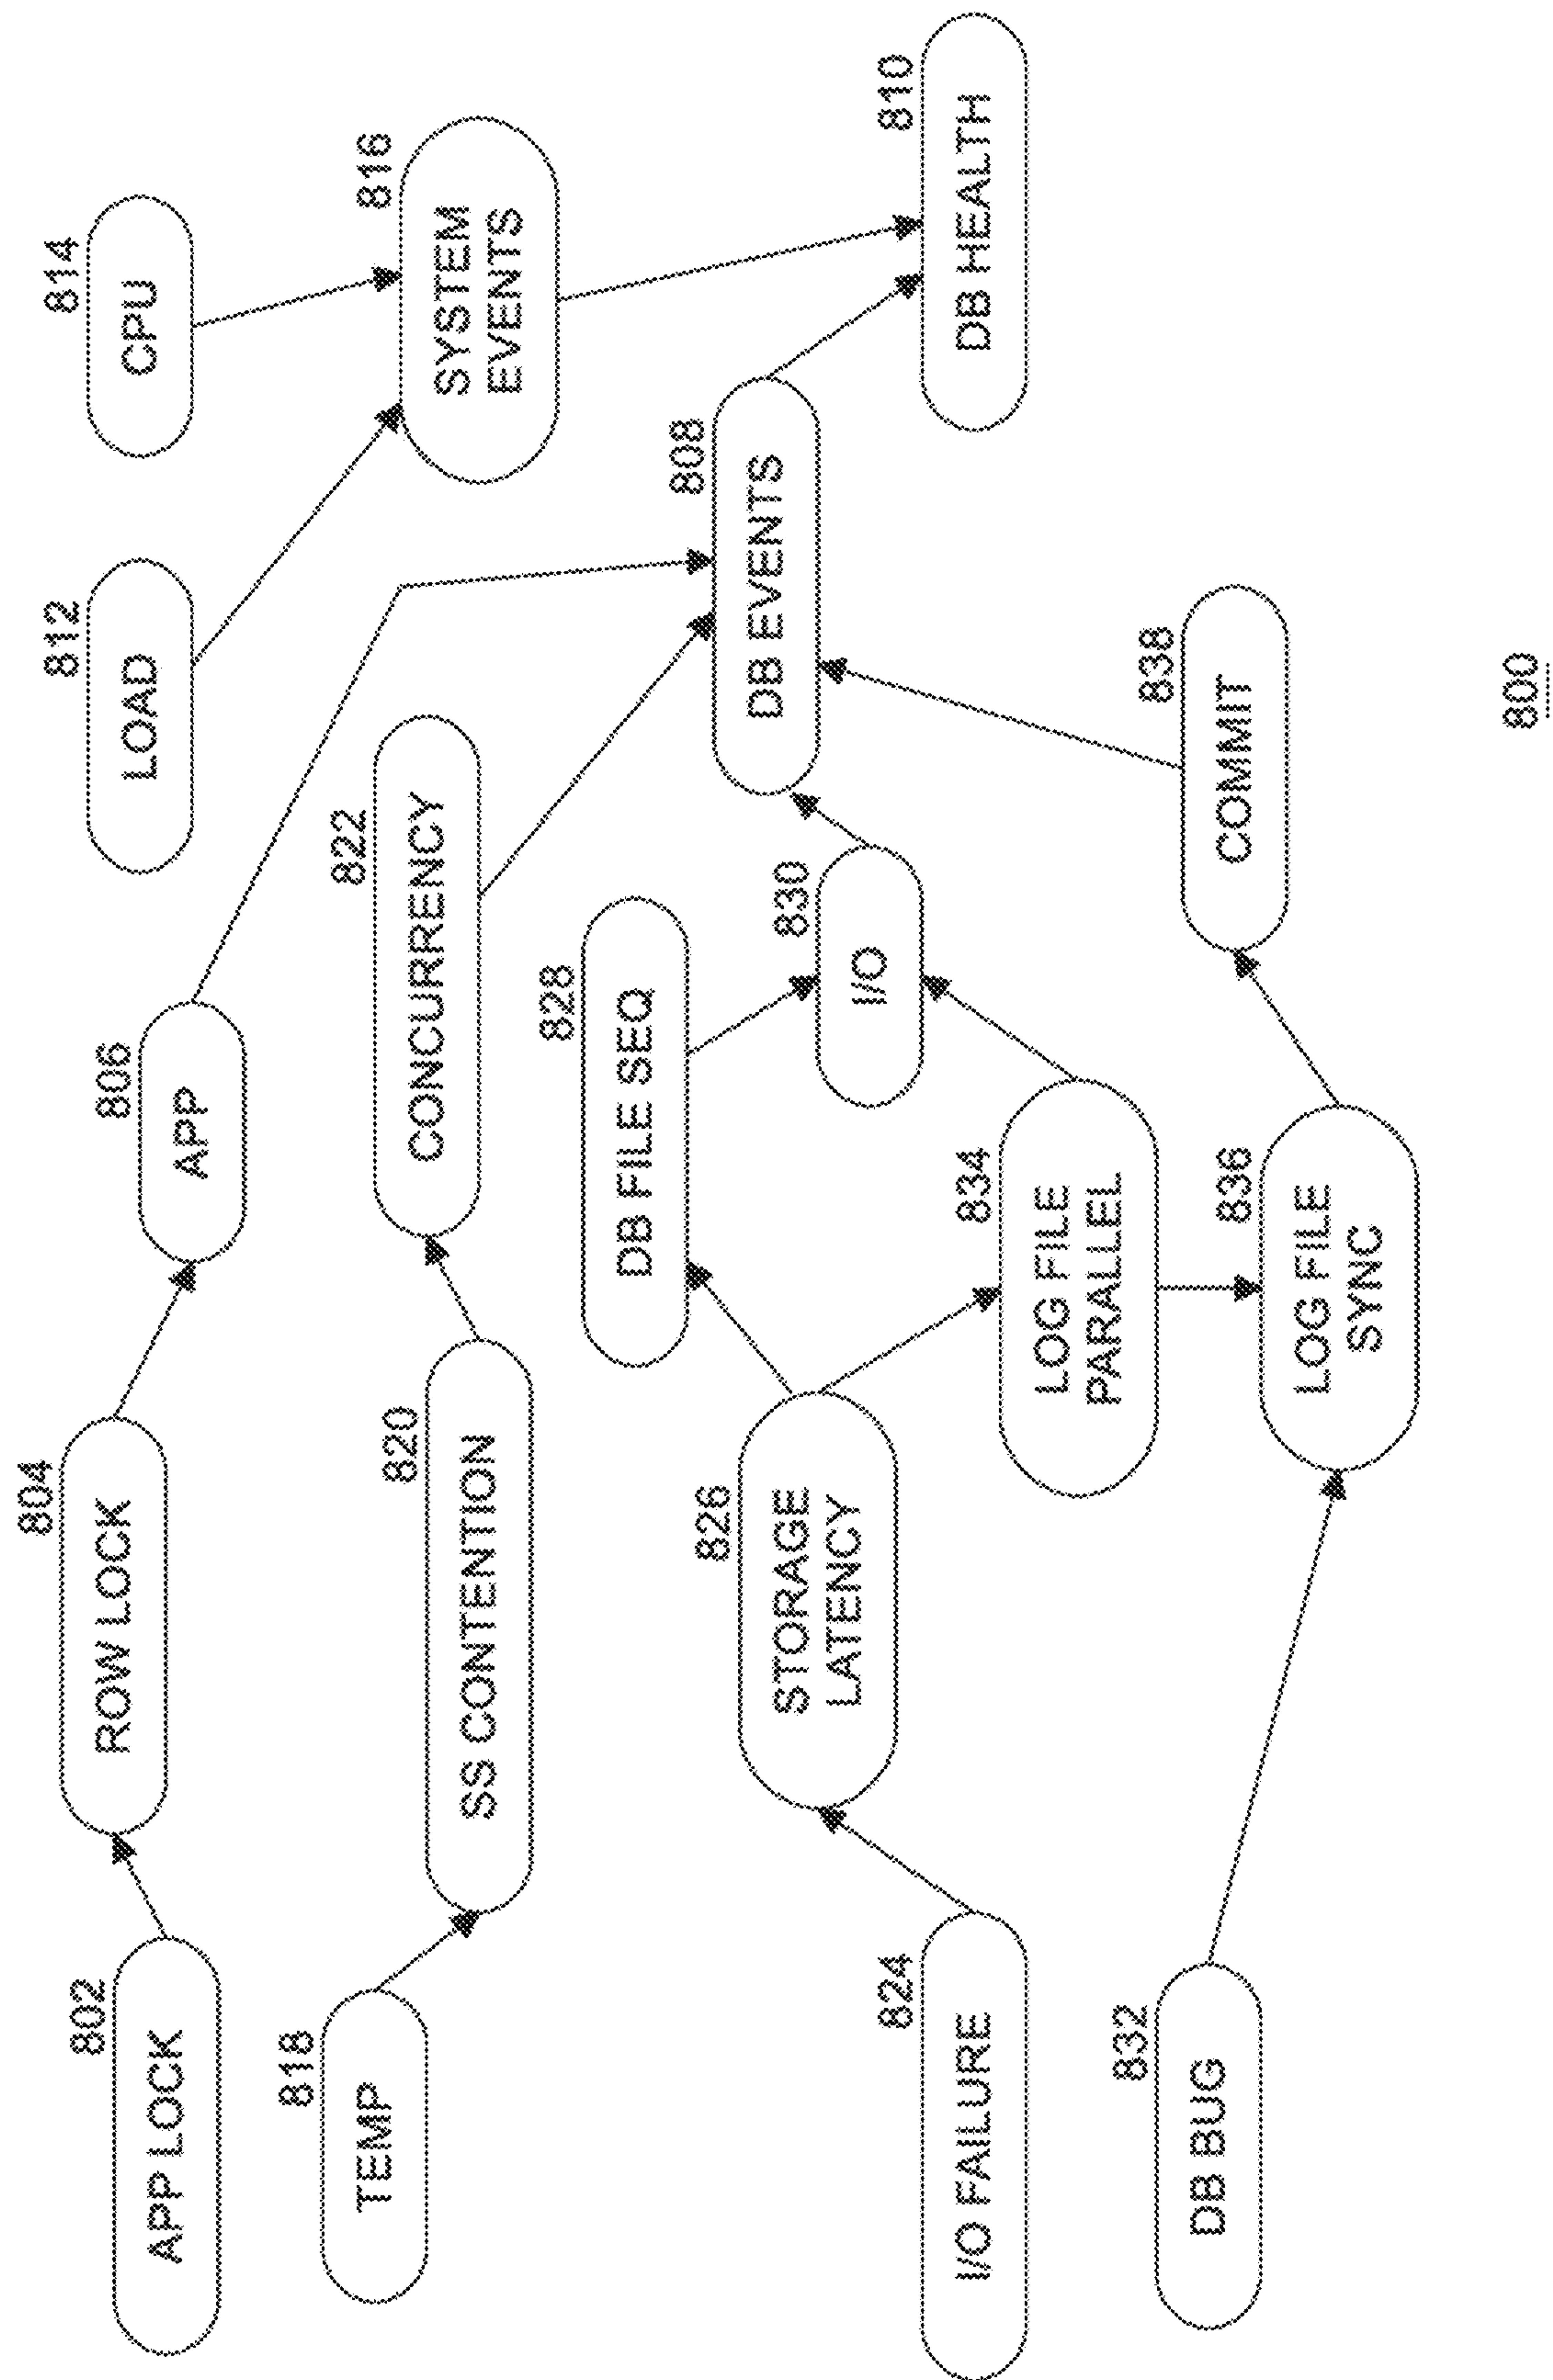 802
APP LOCK
804
ROW LOCK
806
APP
812
LOAD
814
CPU
816
SYSTEM
EVENTS
818
TEMP
820
SS CONTENTION
822
CONCURRENCY
808
DB EVENTS
810
DB HEALTH
824
I/O FAILURE
826
STORAGE
LATENCY
828
DB FILE SEQ
830
I/O
832
DB BUG
834
LOG FILE
PARALLEL
836
LOG FILE
SYNC
838
COMMIT
800